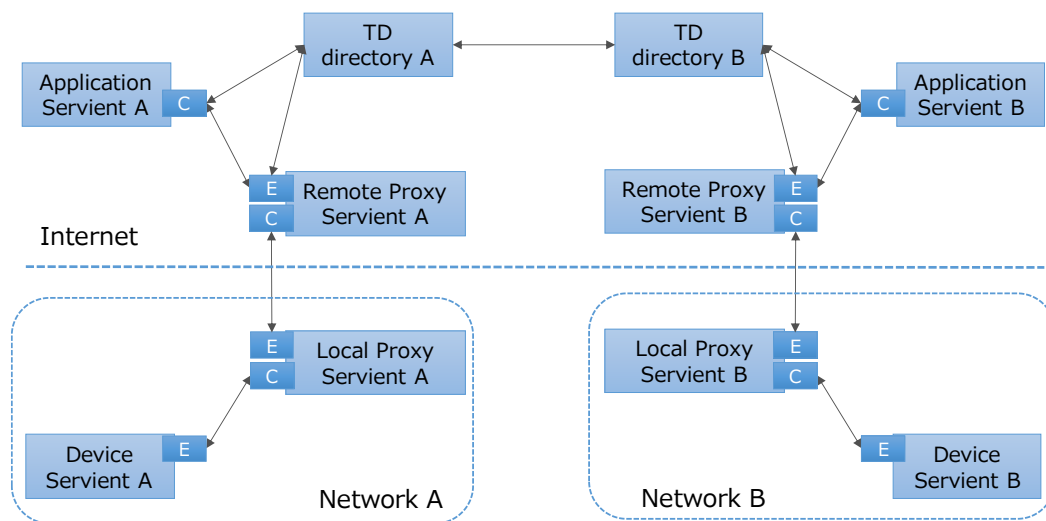 TD
directory A
TD
directory B
Application
Servient A
C
C
Application
Servient B
E
C
Remote Proxy
Servient A
Remote Proxy
Servient B
E
C
Internet
E
C
Local Proxy
Servient A
Local Proxy
Servient B
E
C
Device
Servient A
E
E
Device
Servient B
Network A
Network B